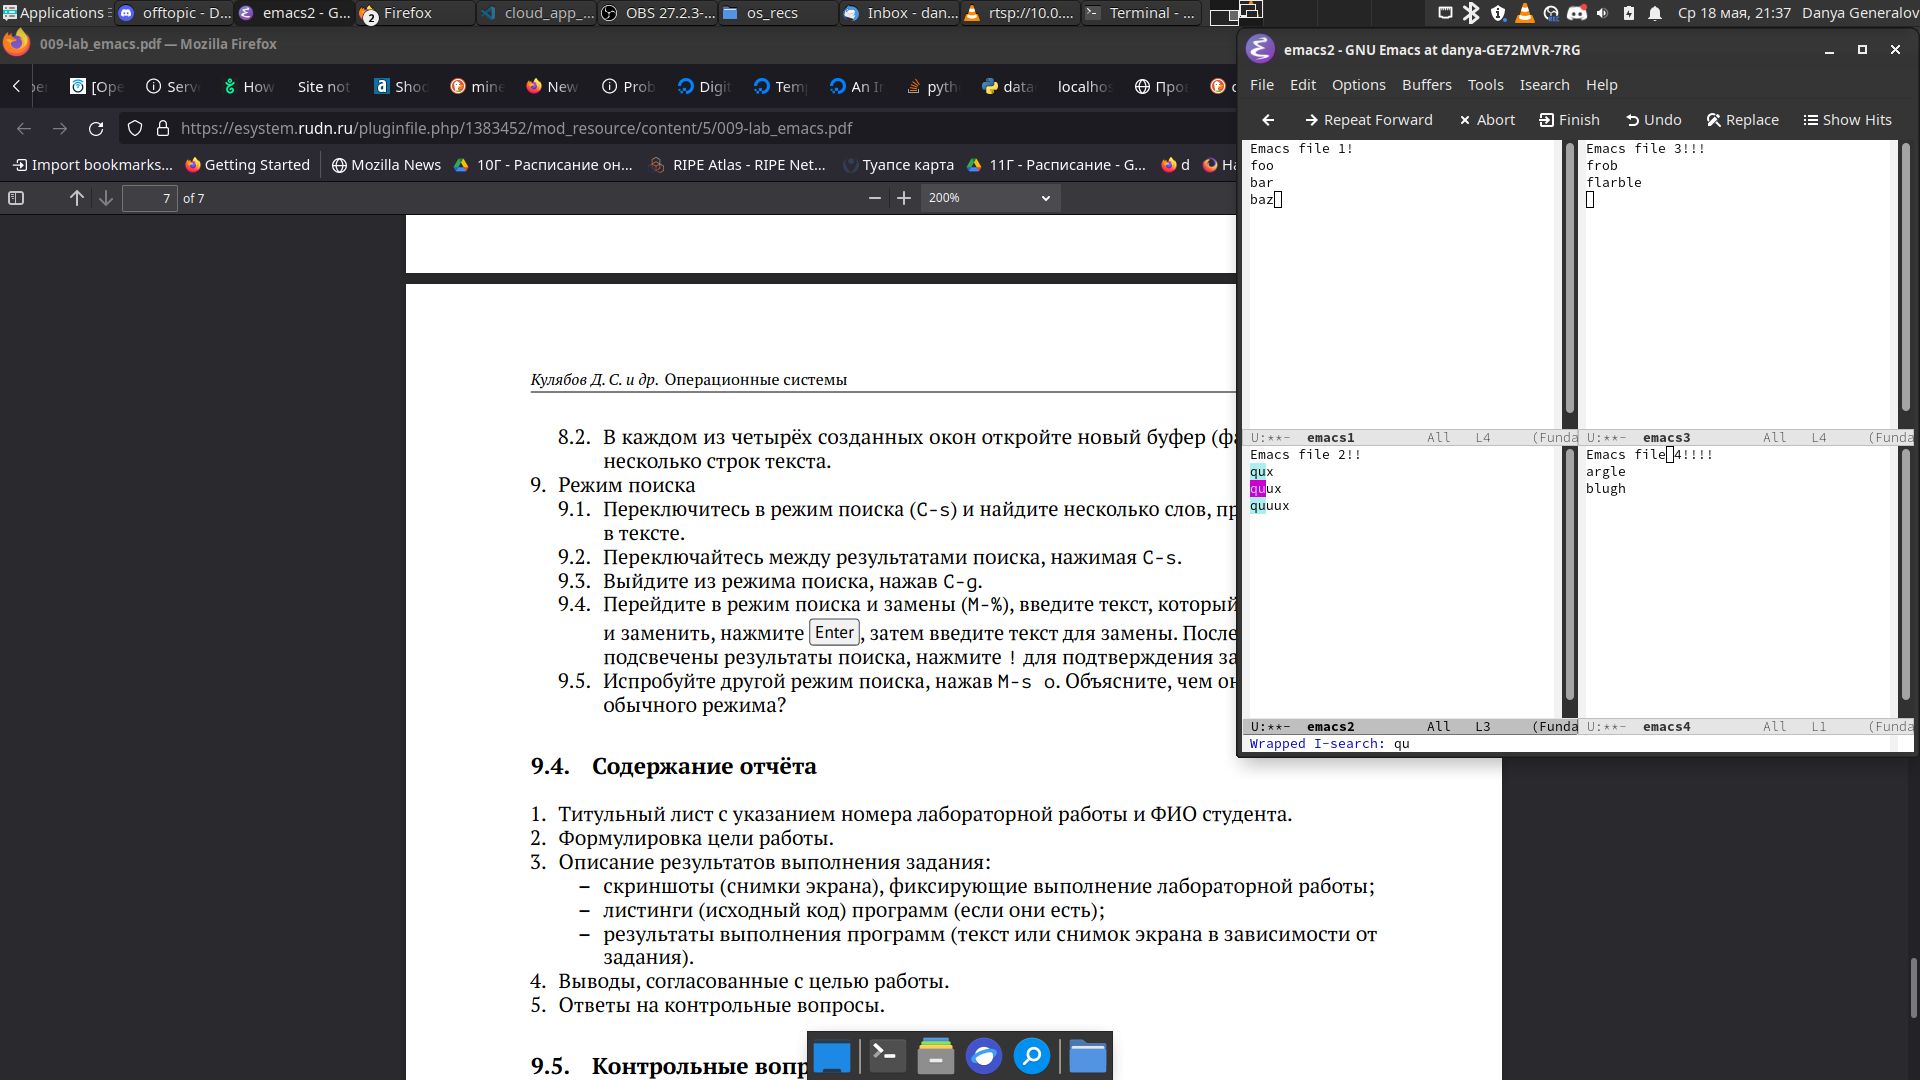 Applications
offtopic - D...
emacs2 - G...
2
Firefox
cloud_app_...
OBS 27.2.3-...
os_recs
Inbox - dan...
rtsp://10.0....
Terminal - ...
Ср 18 мая, 21:37
Danya Generalov
009-lab_emacs.pdf — Mozilla Firefox
[Ope
Serv
How
Site not
Shod
mine
New
Prob
Digit
Temp
An In
pyth
data
localhos
Про
https://esystem.rudn.ru/pluginfile.php/1383452/mod_resource/content/5/009-lab_emacs.pdf
Import bookmarks...
Getting Started
Mozilla News
10Г - Расписание он...
RIPE Atlas - RIPE Net...
Туапсе карта
11Г - Расписание - G...
d
7 of 7
200%
Кулябов Д. С. и др. Операционные системы
8.2. В каждом из четырёх созданных окон откройте новый буфер (фа
несколько строк текста.
9. Режим поиска
9.1. Переключитесь в режим поиска (C-s) и найдите несколько слов, пр
в тексте.
9.2. Переключайтесь между результатами поиска, нажимая C-s.
9.3. Выйдите из режима поиска, нажав C-g.
9.4. Перейдите в режим поиска и замены (M-%), введите текст, который
и заменить, нажмите Enter, затем введите текст для замены. После
подсвечены результаты поиска, нажмите ! для подтверждения за
9.5. Испробуйте другой режим поиска, нажав M-s o. Объясните, чем он
обычного режима?
9.4. Содержание отчёта
1. Титульный лист с указанием номера лабораторной работы и ФИО студента.
2. Формулировка цели работы.
3. Описание результатов выполнения задания:
– скриншоты (снимки экрана), фиксирующие выполнение лабораторной работы;
– листинги (исходный код) программ (если они есть);
– результаты выполнения программ (текст или снимок экрана в зависимости от
задания).
4. Выводы, согласованные с целью работы.
5. Ответы на контрольные вопросы.
9.5. Контрольные вопр
emacs2 - GNU Emacs at danya-GE72MVR-7RG
File Edit Options Buffers Tools Isearch Help
Repeat Forward Abort Finish Undo Replace Show Hits
Emacs file 1!
foo
bar
baz
U:**- emacs1 All L4 (Funda
Emacs file 3!!!
frob
flarble
U:**- emacs3 All L4 (Funda
Emacs file 2!!
qux
quux
quuux
U:**- emacs2 All L3 (Funda
Emacs file 4!!!!
argle
blugh
U:**- emacs4 All L1 (Funda
Wrapped I-search: qu